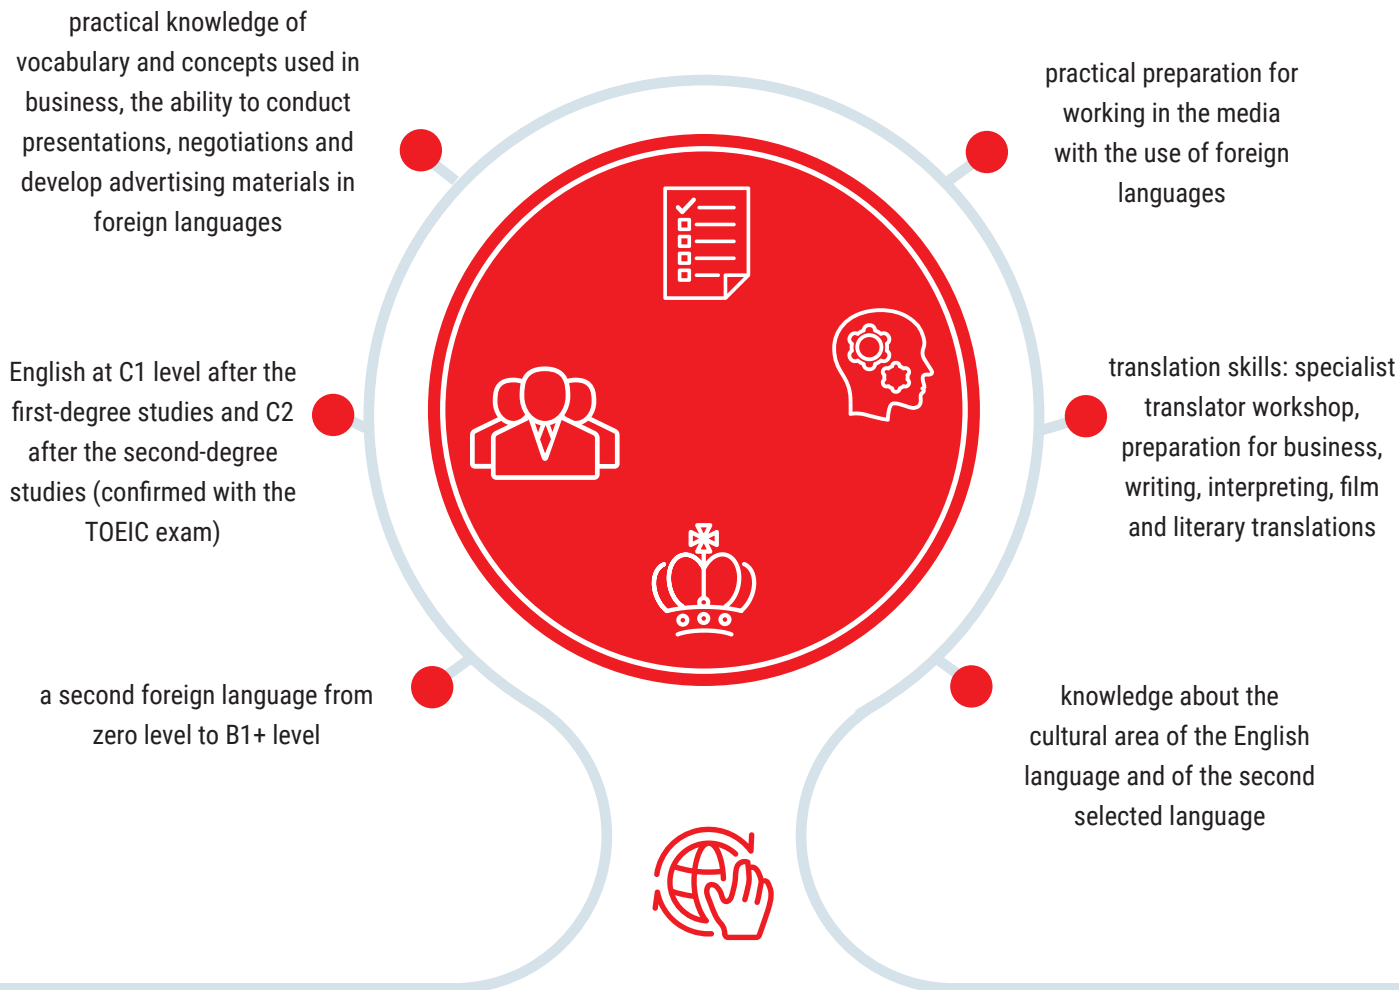 practical knowledge of
vocabulary and concepts used in
business, the ability to conduct
presentations, negotiations and
develop advertising materials in
foreign languages
English at C1 level after the
first-degree studies and C2
after the second-degree
studies (confirmed with the
TOEIC exam)
a second foreign language from
zero level to B1+ level
practical preparation for
working in the media
with the use of foreign
languages
translation skills: specialist
translator workshop,
preparation for business,
writing, interpreting, film
and literary translations
knowledge about the
cultural area of the English
language and of the second
selected language